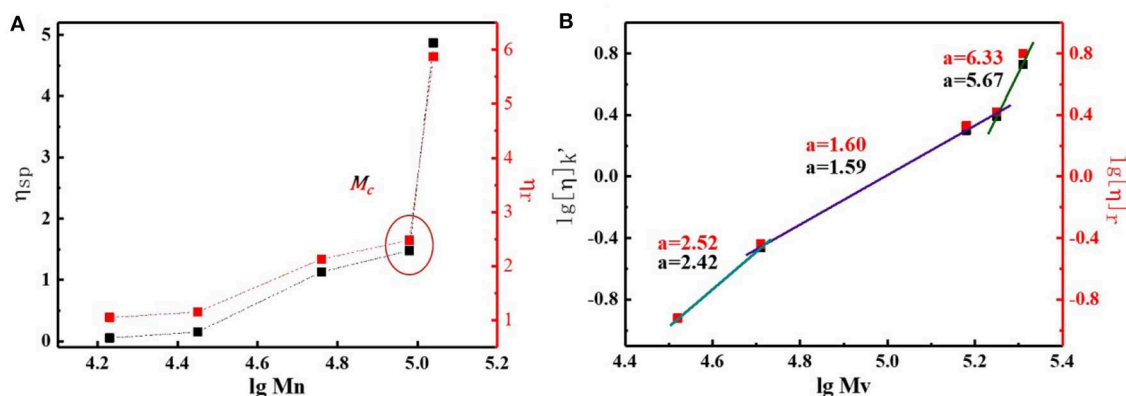 A
5
4
3
2
1
0
ηsp
6
5
4
3
2
1
ηr
Mc
4.2 4.4 4.6 4.8 5.0 5.2
lg Mn
B
0.8
0.4
0.0
-0.4
-0.8
lg[η]k'
0.8
0.4
0.0
-0.4
-0.8
lg[η]r
a=6.33
a=5.67
a=1.60
a=1.59
a=2.52
a=2.42
4.4 4.6 4.8 5.0 5.2 5.4
lg Mv